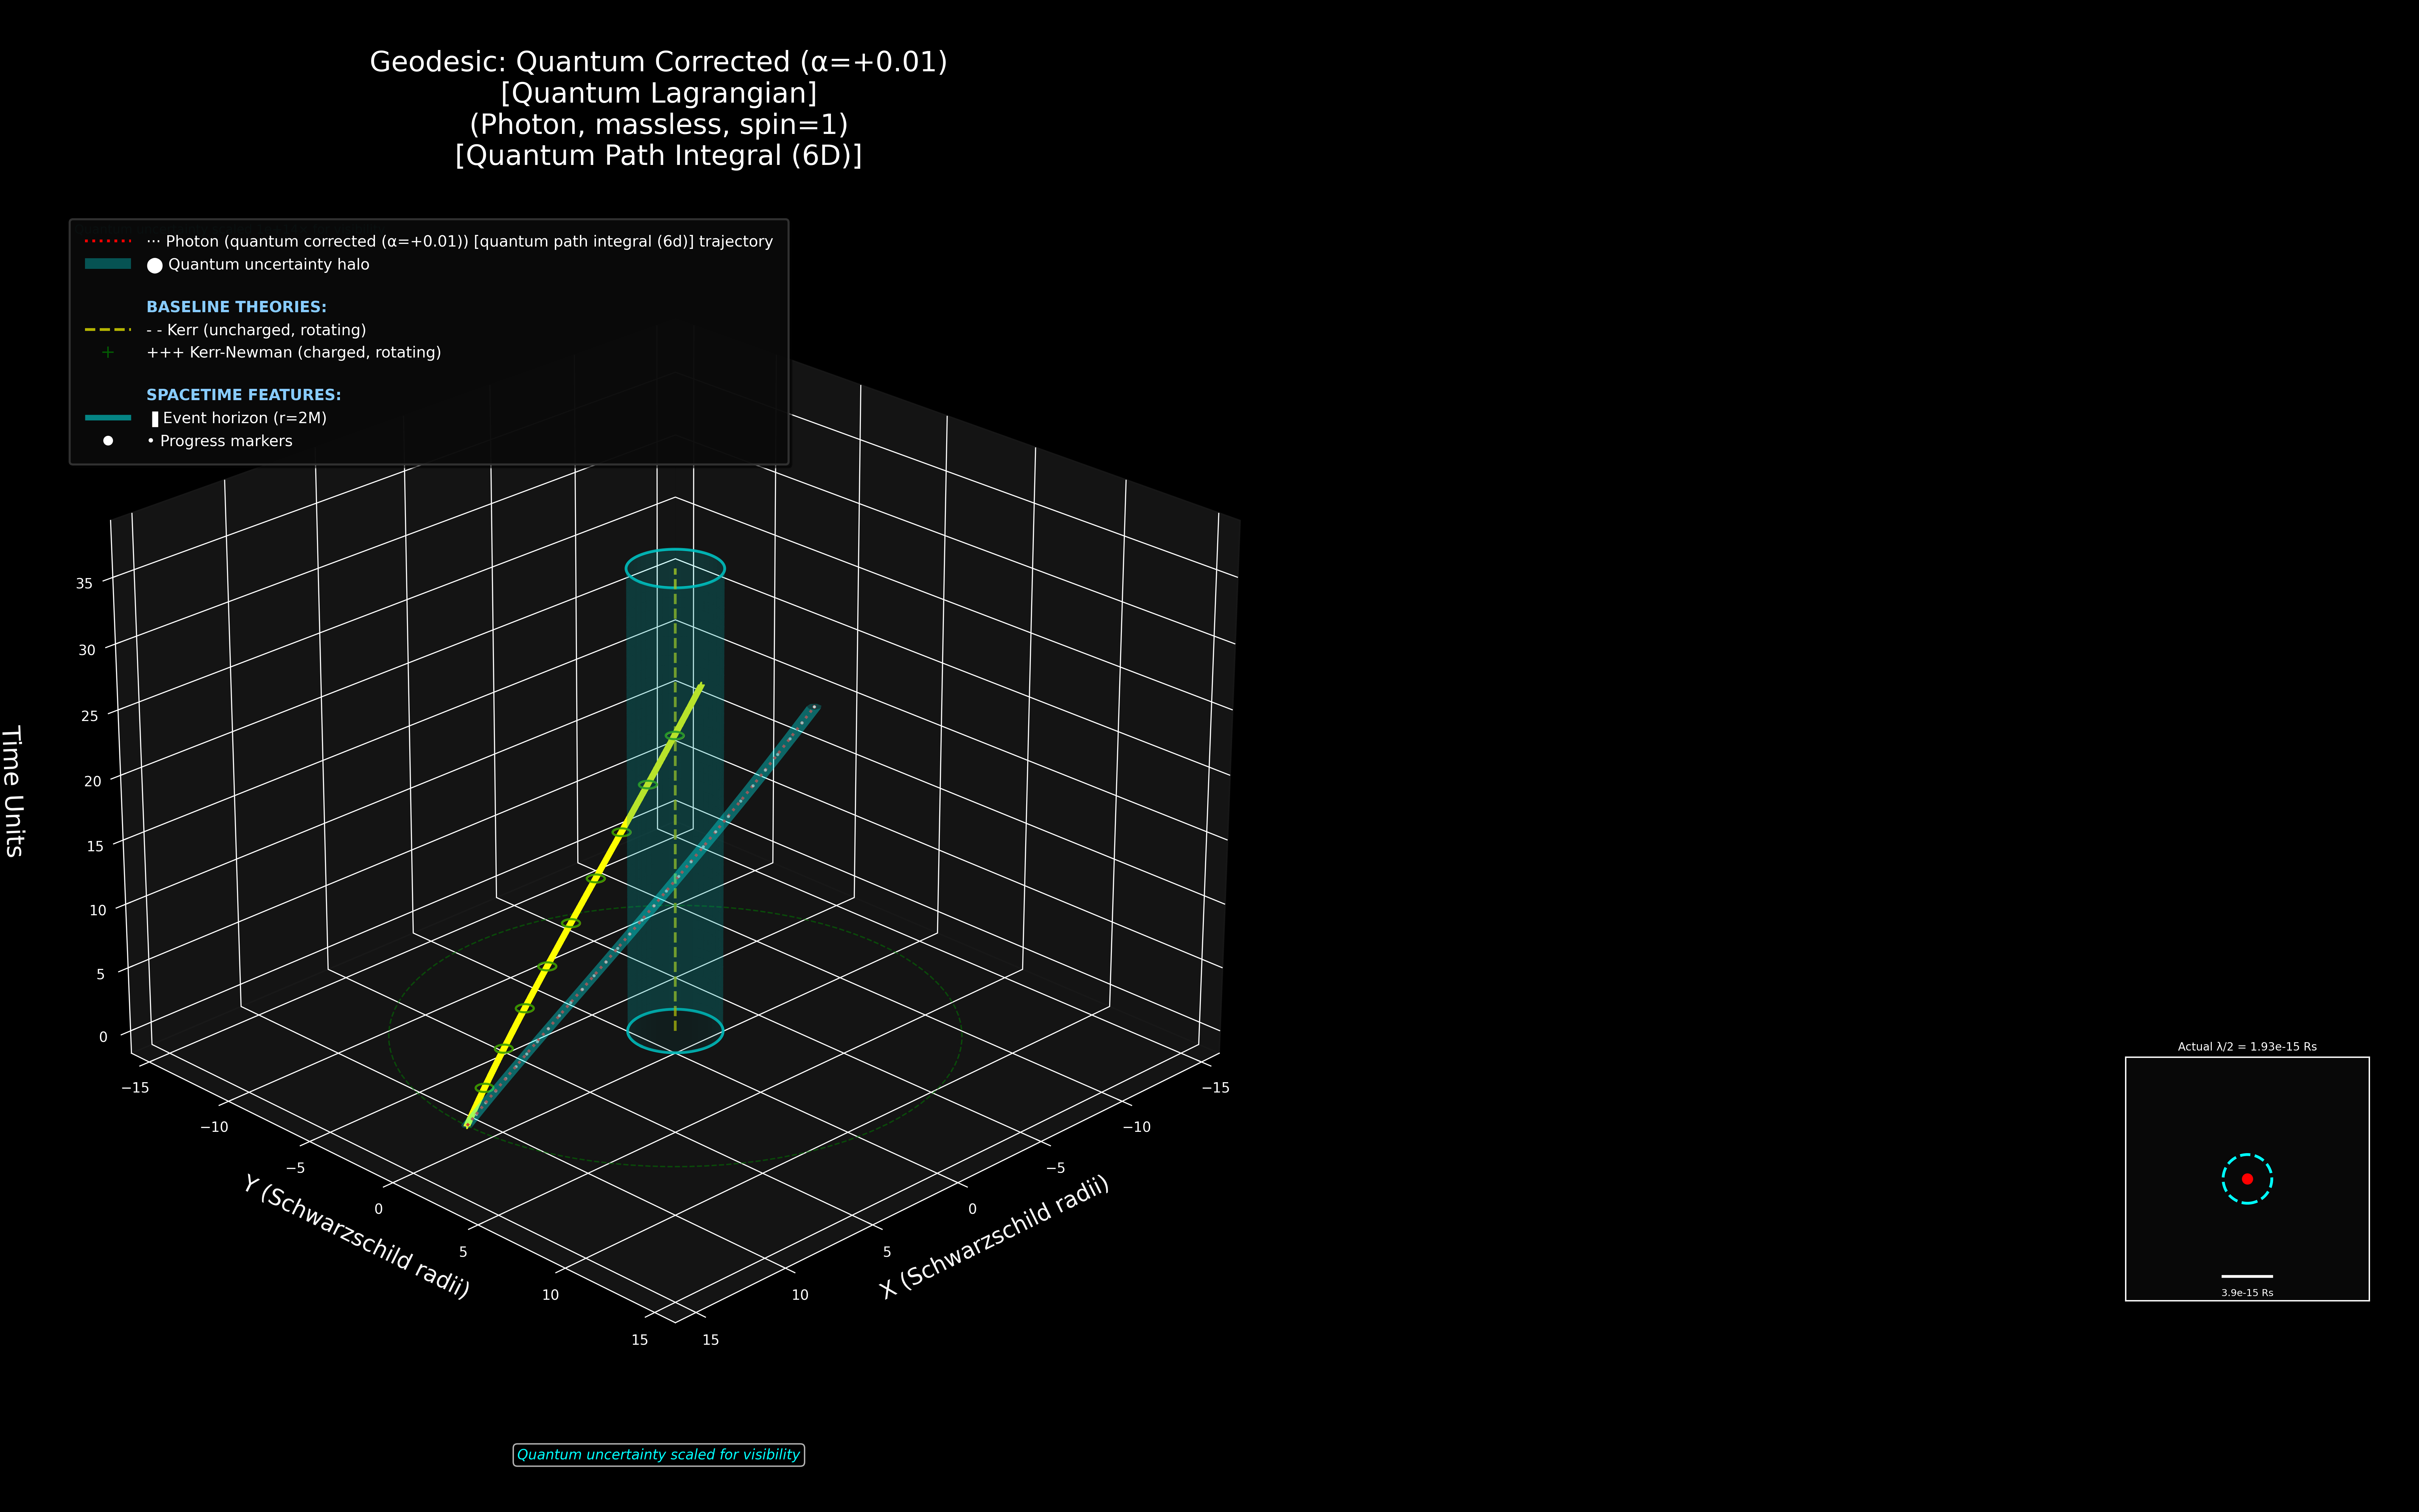 Geodesic: Quantum Corrected (α=+0.01)
[Quantum Lagrangian]
(Photon, massless, spin=1)
[Quantum Path Integral (6D)]
··· Photon (quantum corrected (α=+0.01)) [quantum path integral (6d)] trajectory
● Quantum uncertainty halo
BASELINE THEORIES:
- - Kerr (uncharged, rotating)
+++ Kerr-Newman (charged, rotating)
SPACETIME FEATURES:
▐ Event horizon (r=2M)
• Progress markers
35
30
25
20
15
10
5
0
Time Units
−15
−10
−5
0
5
10
15
Y (Schwarzschild radii)
−15
−10
−5
0
5
10
15
X (Schwarzschild radii)
Actual λ/2 = 1.93e-15 Rs
3.9e-15 Rs
Quantum uncertainty scaled for visibility